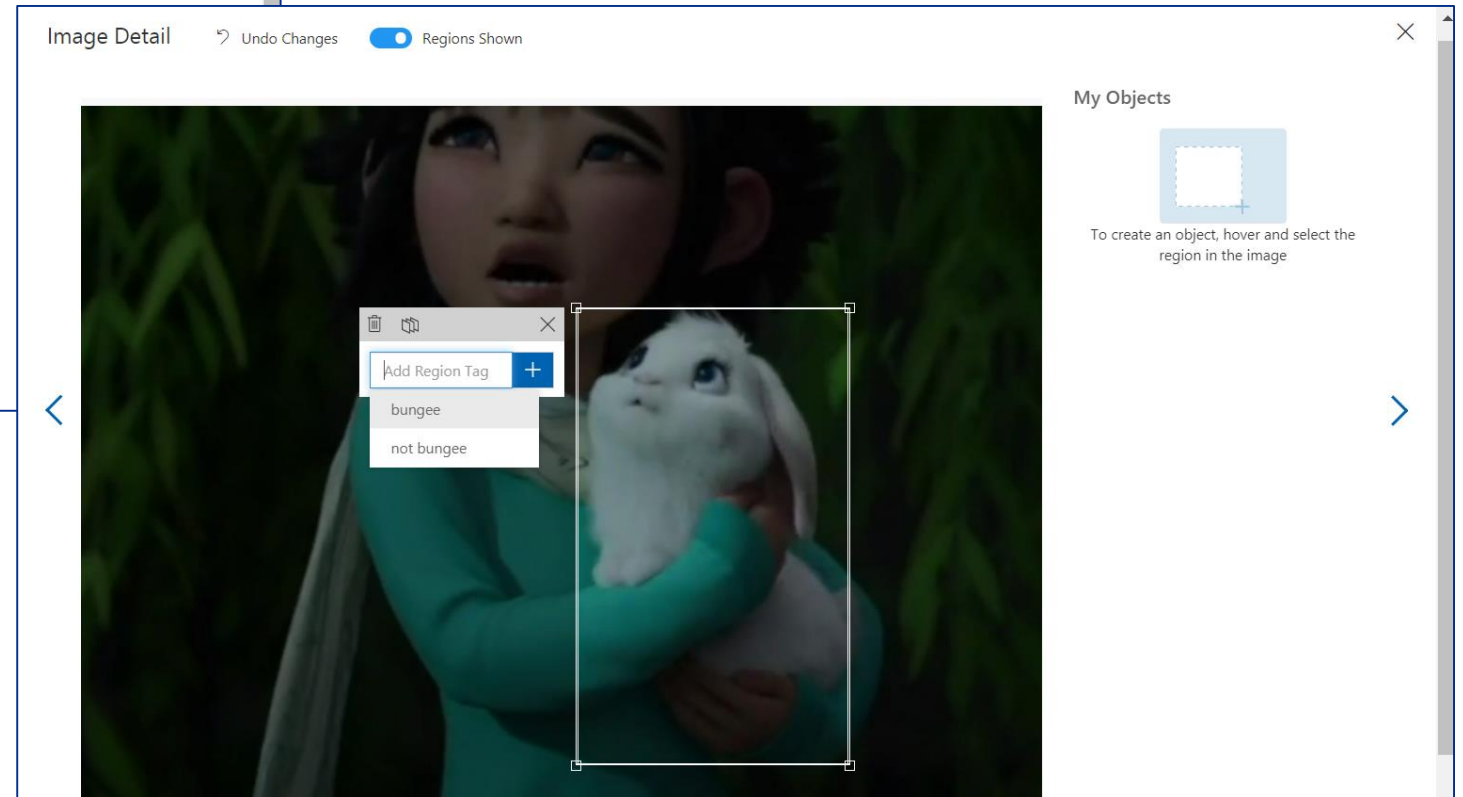 Image Detail
Undo Changes
Regions Shown
My Objects
To create an object, hover and select the
region in the image
Add Region Tag
bungee
not bungee